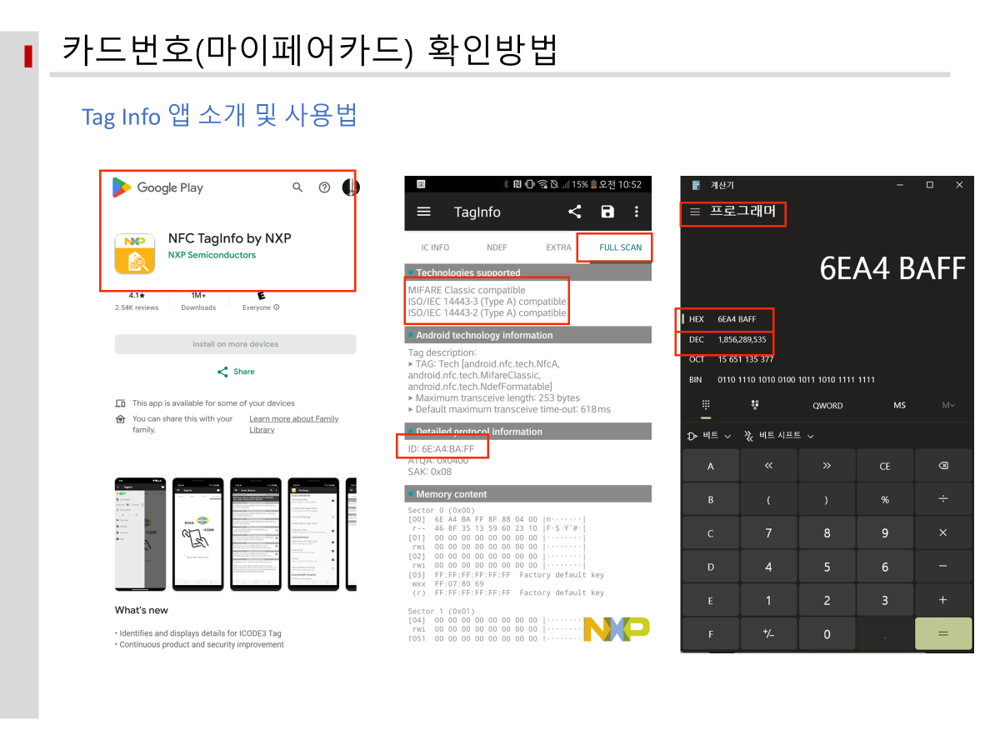 카드번호(마이페어카드) 확인방법
Tag Info 앱 소개 및 사용법
Google Play
NXP
NFC TagInfo by NXP
NXP Semiconductors
4.1★ 1M+ E
2.54K reviews Downloads Everyone
Install on more devices
Share
This app is available for some of your devices
You can share this with your family. Learn more about Family Library
What's new
• Identifies and displays details for ICODE3 Tag
• Continuous product and security improvement
15% 오전 10:52
TagInfo
IC INFO NDEF EXTRA FULL SCAN
Technologies supported
MIFARE Classic compatible
ISO/IEC 14443-3 (Type A) compatible
ISO/IEC 14443-2 (Type A) compatible
Android technology information
Tag description:
▸ TAG: Tech [android.nfc.tech.NfcA,
android.nfc.tech.MifareClassic,
android.nfc.tech.NdefFormatable]
▸ Maximum transceive length: 253 bytes
▸ Default maximum transceive time-out: 618 ms
Detailed protocol information
ID: 6E:A4:BA:FF
ATQA: 0x0400
SAK: 0x08
Memory content
Sector 0 (0x00)
[00] 6E A4 BA FF 8F 88 04 00 |n·······|
r-- 46 8F 35 13 59 60 23 10 |F·5·Y`#·|
[01] 00 00 00 00 00 00 00 00 |········|
rwi 00 00 00 00 00 00 00 00 |········|
[02] 00 00 00 00 00 00 00 00 |········|
rwi 00 00 00 00 00 00 00 00 |········|
[03] FF:FF:FF:FF:FF:FF Factory default key
wxx FF:07:80 69
(r) FF:FF:FF:FF:FF:FF Factory default key
Sector 1 (0x01)
[04] 00 00 00 00 00 00 00 00 |········
rwi 00 00 00 00 00 00 00 00 |········
[05] 00 00 00 00 00 00 00 00 |········
NXP
계산기
프로그래머
6EA4 BAFF
HEX 6EA4 BAFF
DEC 1,856,289,535
OCT 15 651 135 377
BIN 0110 1110 1010 0100 1011 1010 1111 1111
QWORD MS M
비트 비트 시프트
A « » CE
B ( ) % ÷
C 7 8 9 ×
D 4 5 6 −
E 1 2 3 +
F +/− 0 . =